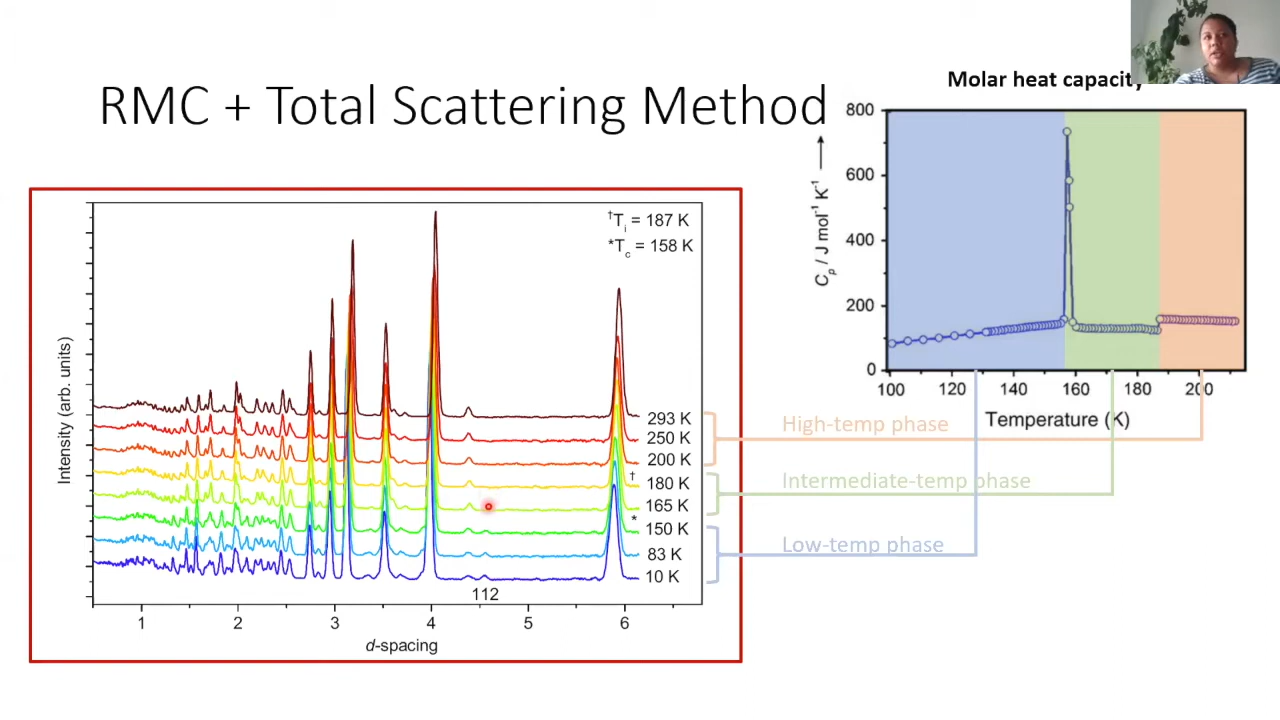 RMC + Total Scattering Method
Molar heat capacity
†Ti = 187 K
*Tc = 158 K
Intensity (arb. units)
293 K
250 K
200 K
†
180 K
165 K
*
150 K
83 K
10 K
112
1 2 3 4 5 6
d-spacing
800
600
400
200
0
Cp / J mol-1 K-1
100 120 140 160 180 200
Temperature (K)
High-temp phase
Intermediate-temp phase
Low-temp phase